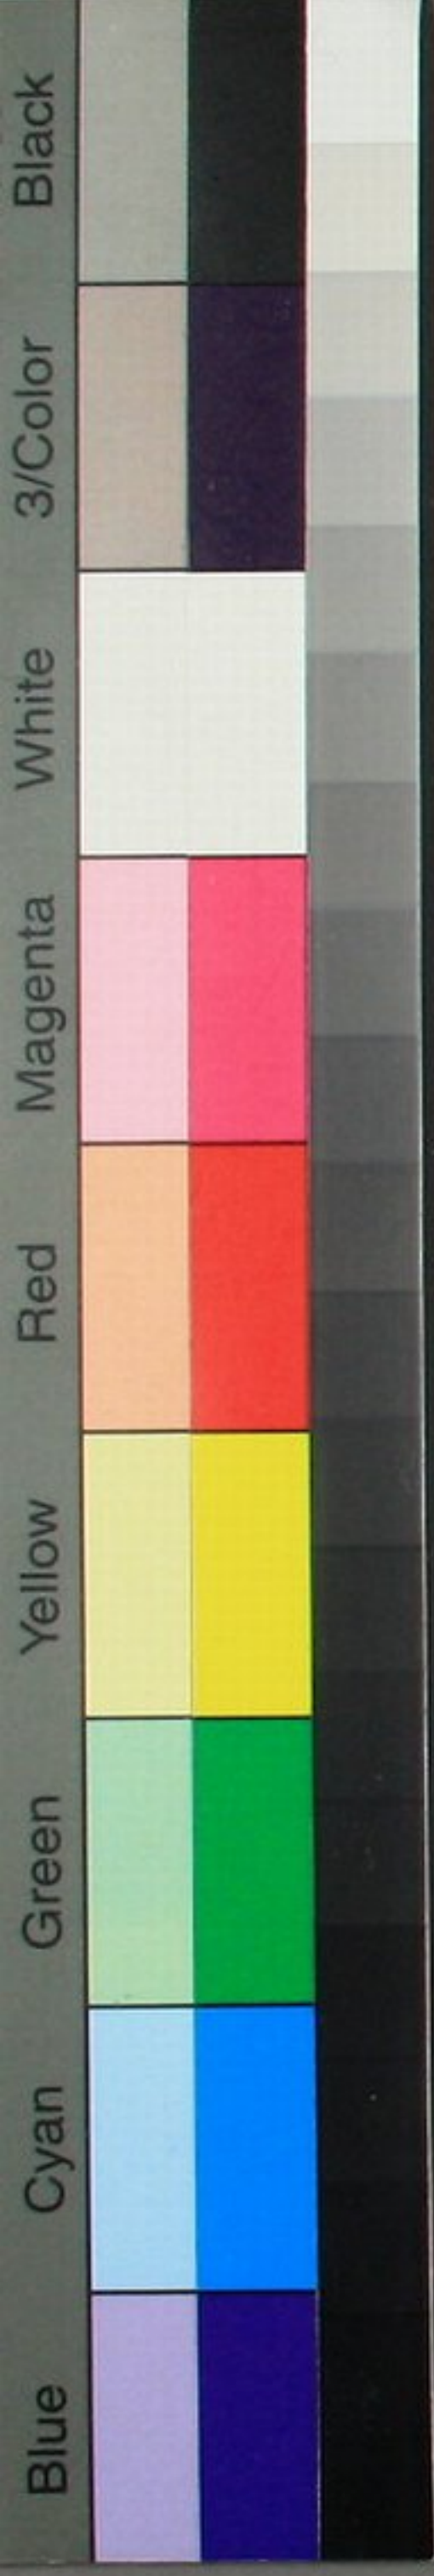 Black
3/Color
White
Magenta
Red
Yellow
Green
Cyan
Blue